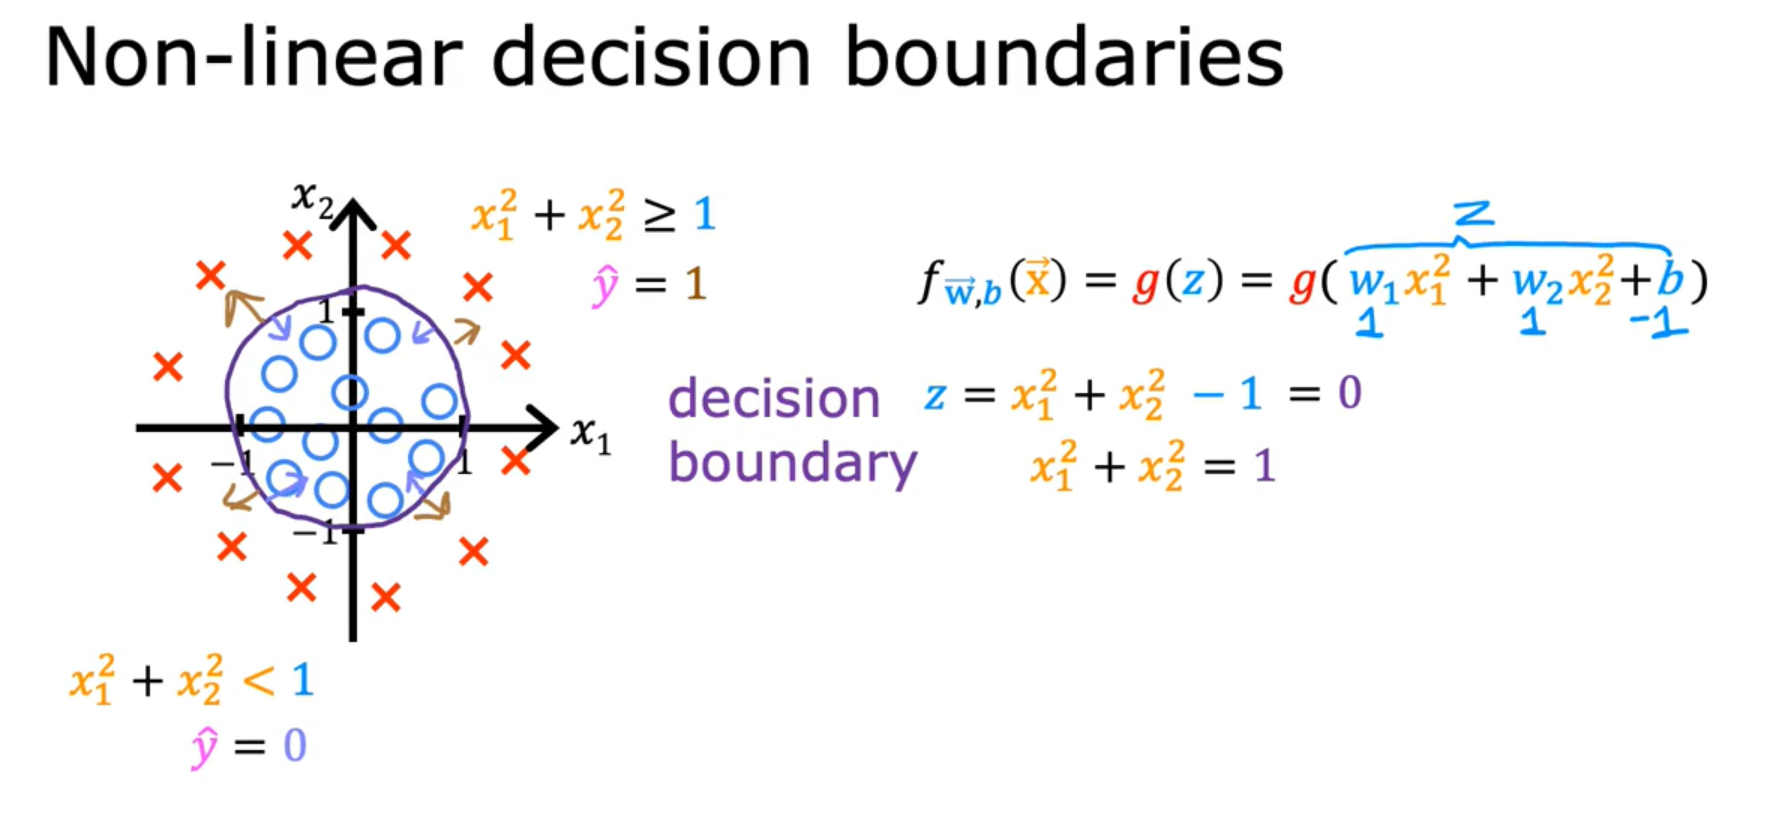 Non-linear decision boundaries
x₂
x₁² + x₂² ≥ 1
ŷ = 1
z
f_{w⃗,b}(x⃗) = g(z) = g(w₁x₁² + w₂x₂² + b)
1 1 -1
1
x₁
−1
1
−1
decision boundary
z = x₁² + x₂² − 1 = 0
x₁² + x₂² = 1
x₁² + x₂² < 1
ŷ = 0